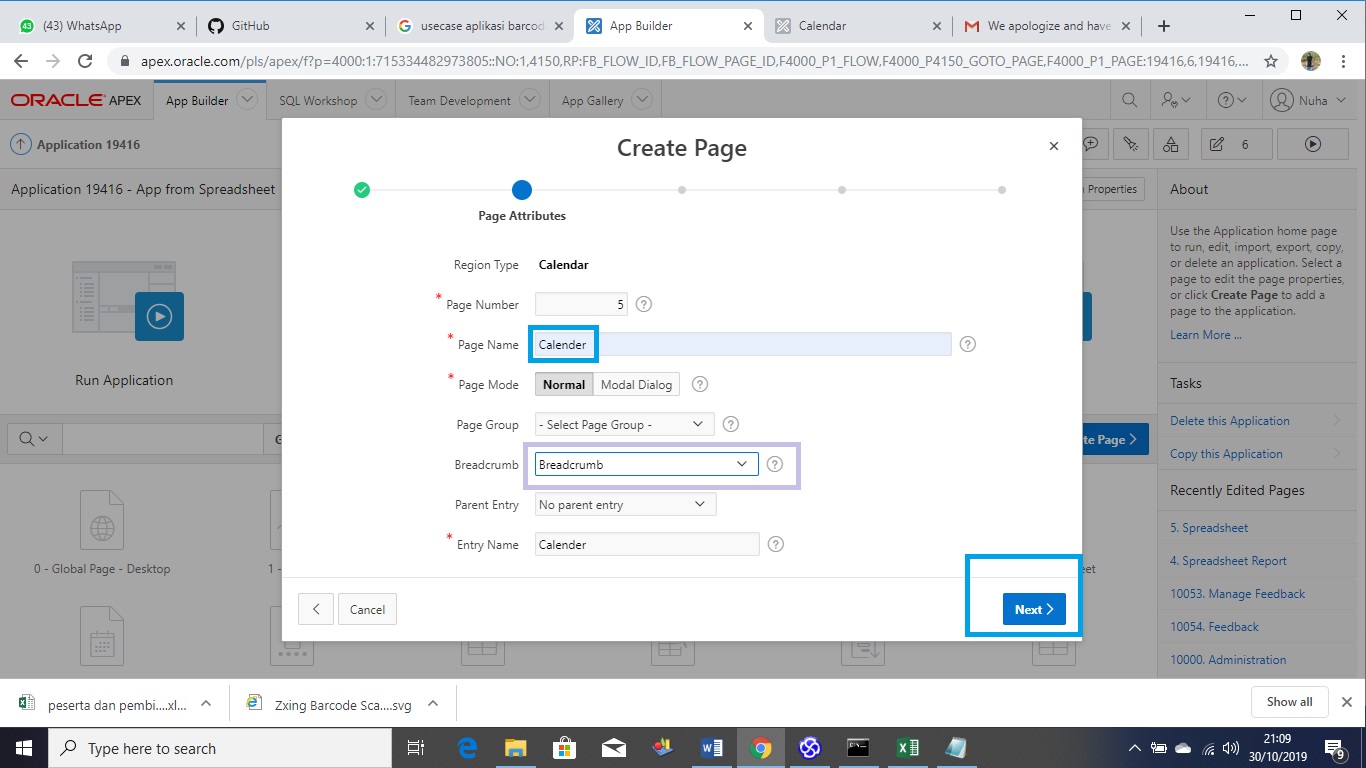 43
(43) WhatsApp
GitHub
usecase aplikasi barcod
App Builder
Calendar
We apologize and have
apex.oracle.com/pls/apex/f?p=4000:1:715334482973805::NO:1,4150,RP:FB_FLOW_ID,FB_FLOW_PAGE_ID,F4000_P1_FLOW,F4000_P4150_GOTO_PAGE,F4000_P1_PAGE:19416,6,19416,...
ORACLE APEX
App Builder
SQL Workshop
Team Development
App Gallery
Nuha
Application 19416
6
Application 19416 - App from Spreadsheet
Properties
About
Create Page
Page Attributes
Region Type Calendar
* Page Number 5
* Page Name Calender
* Page Mode Normal Modal Dialog
Page Group - Select Page Group -
Breadcrumb Breadcrumb
Parent Entry No parent entry
* Entry Name Calender
Cancel
Next
Run Application
0 - Global Page - Desktop
1 -
te Page
eet
Use the Application home page
to run, edit, import, export, copy,
or delete an application. Select a
page to edit the page properties,
or click Create Page to add a
page to the application.
Learn More ...
Tasks
Delete this Application
Copy this Application
Recently Edited Pages
5. Spreadsheet
4. Spreadsheet Report
10053. Manage Feedback
10054. Feedback
10000. Administration
peserta dan pembi....xl...
Zxing Barcode Sca....svg
Show all
Type here to search
21:09
30/10/2019
9